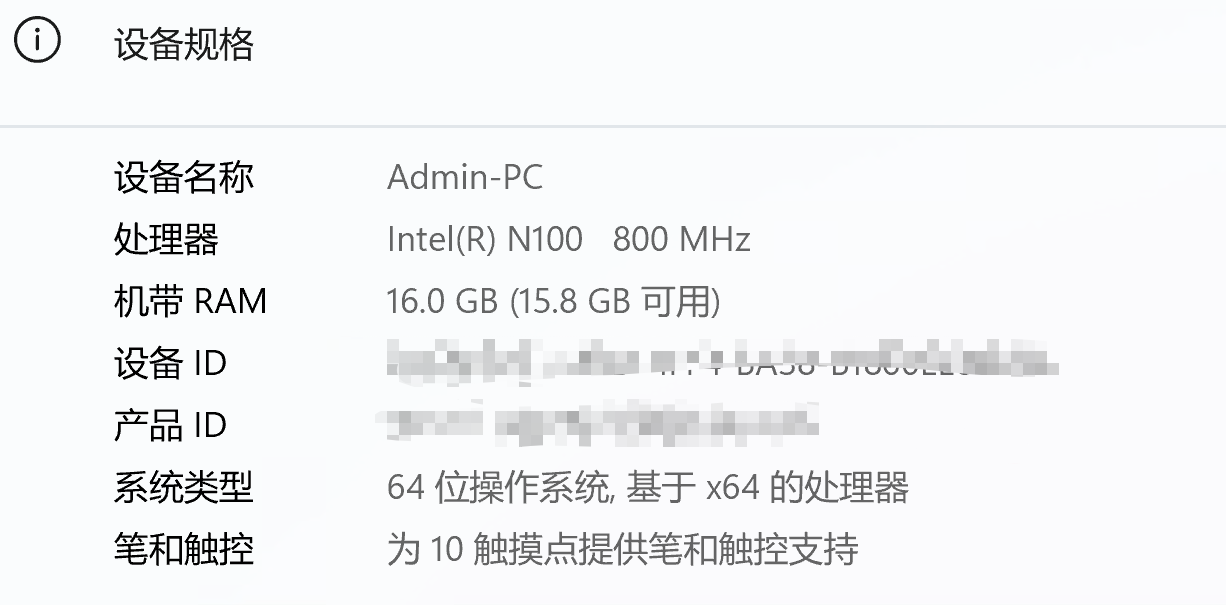 设备规格
设备名称 Admin-PC
处理器 Intel(R) N100 800 MHz
机带 RAM 16.0 GB (15.8 GB 可用)
设备 ID
产品 ID
系统类型 64 位操作系统, 基于 x64 的处理器
笔和触控 为 10 触摸点提供笔和触控支持